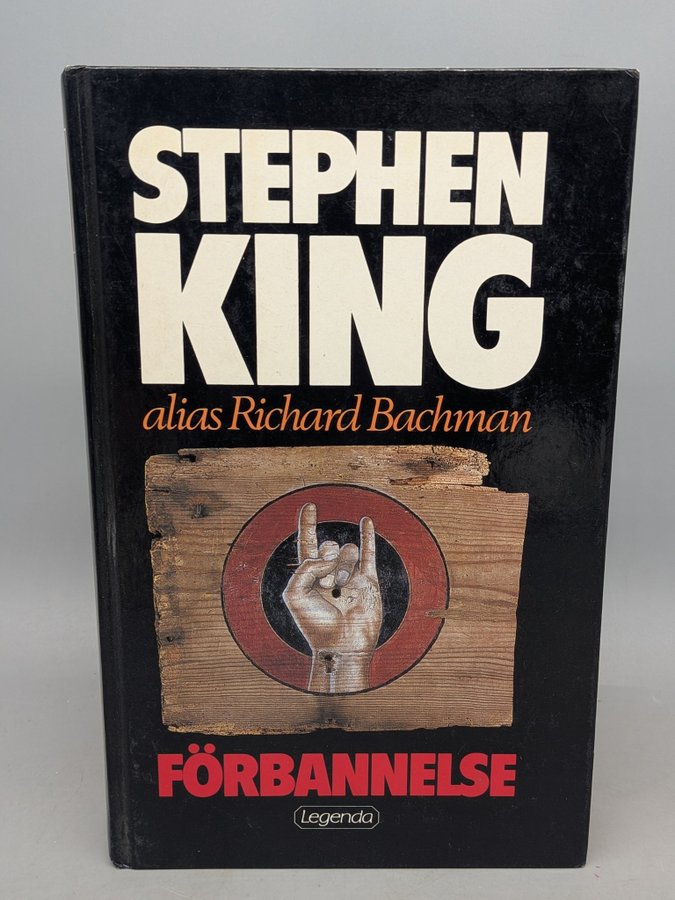 STEPHEN
KING
alias Richard Bachman
FÖRBANNELSE
Legenda